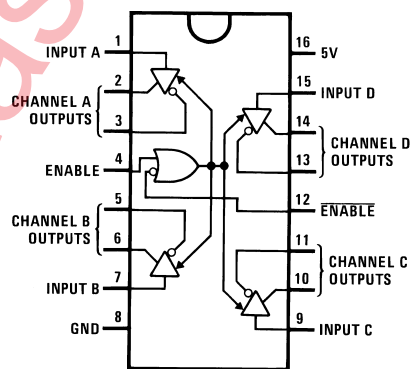 as
INPUT A 1
2
CHANNEL A
OUTPUTS
3
ENABLE 4
5
CHANNEL B
OUTPUTS
6
INPUT B 7
GND 8
16 5V
15 INPUT D
14
CHANNEL D
OUTPUTS
13
12 ENABLE
11
CHANNEL C
OUTPUTS
10
9 INPUT C